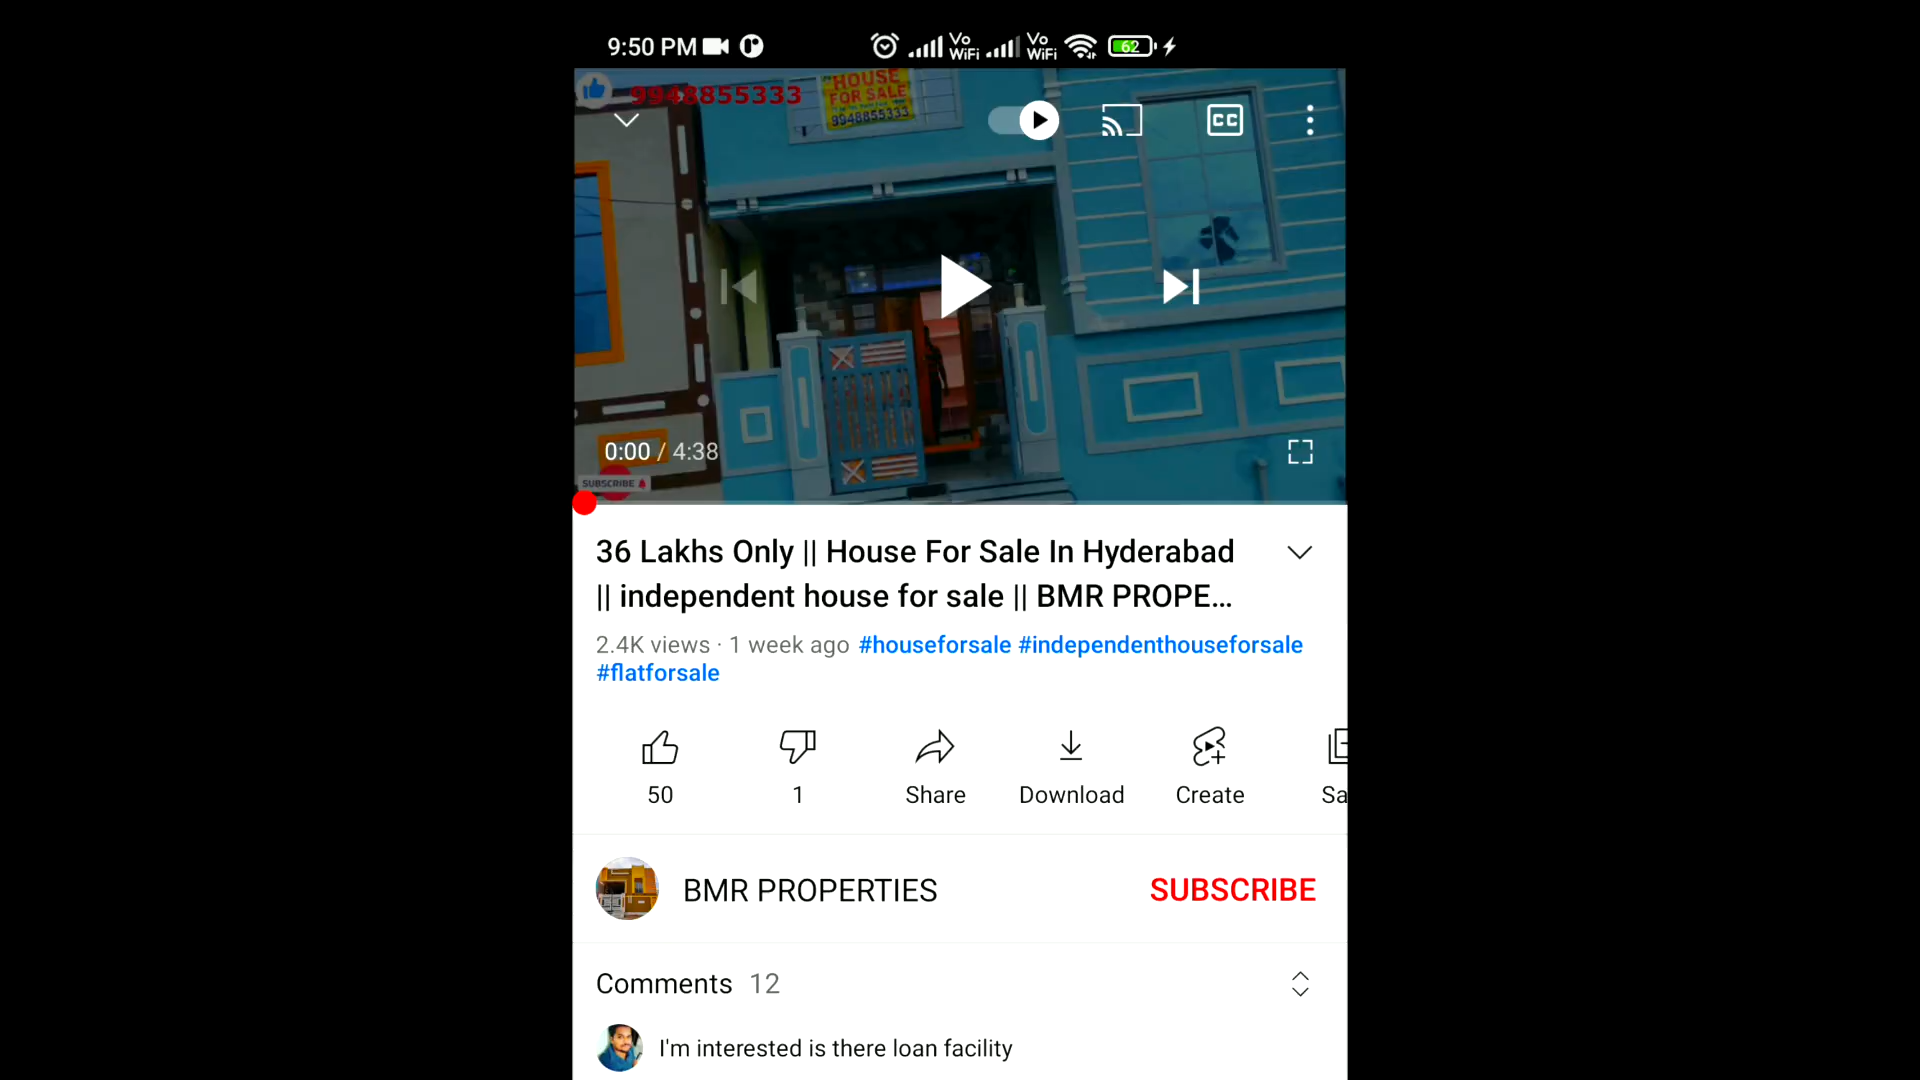 9:50 PM
Vo
WiFi
Vo
WiFi
62
9948855333
HOUSE
FOR SALE
9948855333
CC
0:00 / 4:38
SUBSCRIBE
36 Lakhs Only || House For Sale In Hyderabad
|| independent house for sale || BMR PROPE...
2.4K views · 1 week ago #houseforsale #independenthouseforsale
#flatforsale
50
1
Share
Download
Create
Sa
BMR PROPERTIES
SUBSCRIBE
Comments 12
I'm interested is there loan facility